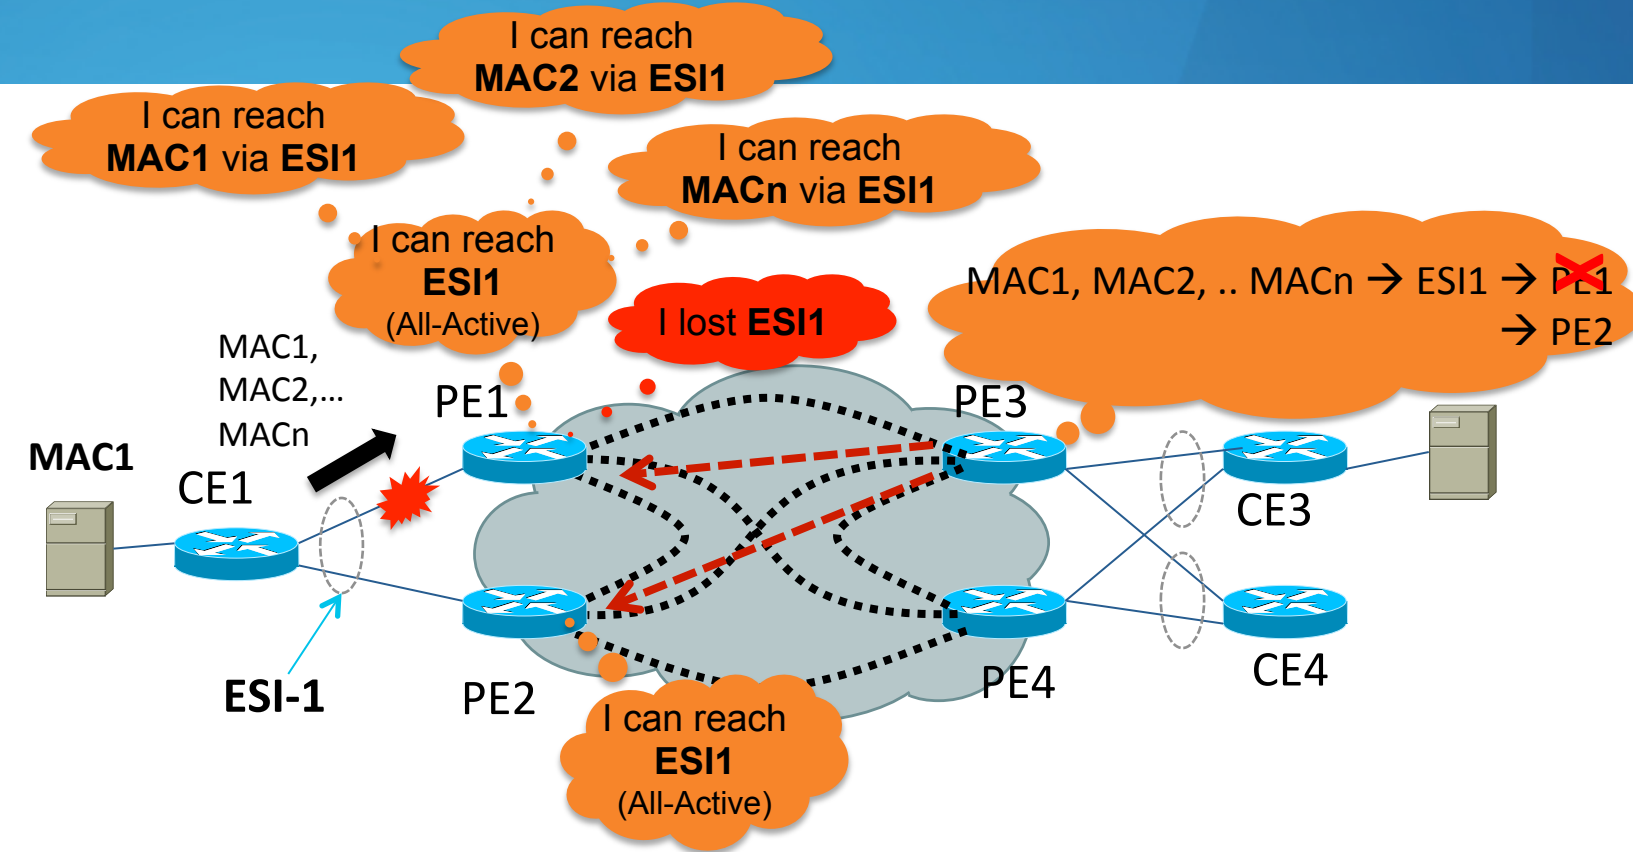 I can reach
MAC2 via ESI1
I can reach
MAC1 via ESI1
I can reach
MACn via ESI1
I can reach
ESI1
(All-Active)
I lost ESI1
MAC1, MAC2, .. MACn → ESI1 → PE1
→ PE2
MAC1,
MAC2,...
MACn
PE1
PE3
MAC1
CE1
CE3
ESI-1
PE2
PE4
CE4
I can reach
ESI1
(All-Active)